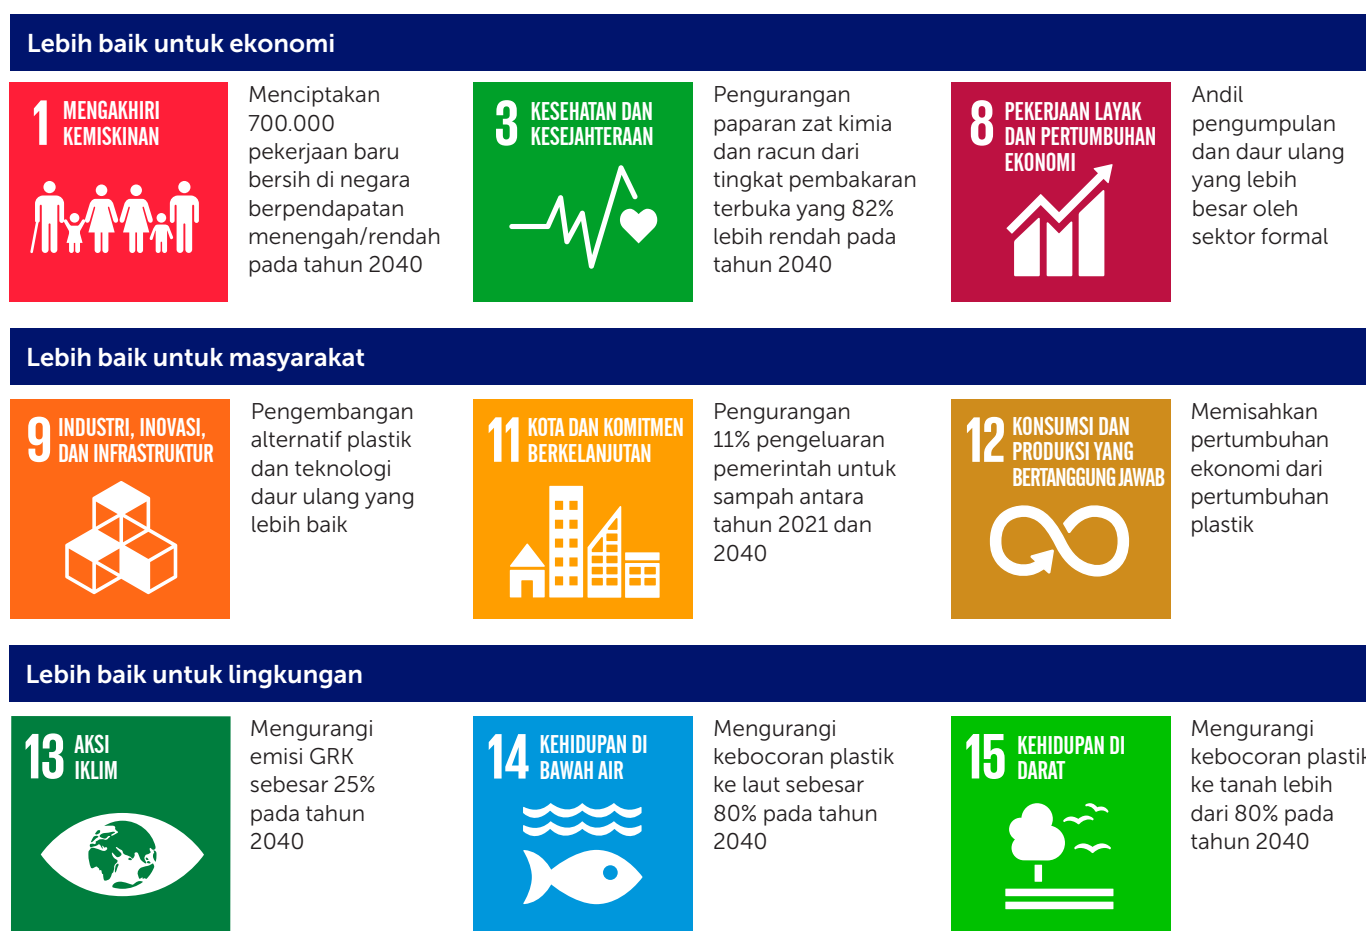 Lebih baik untuk ekonomi
1 MENGAKHIRI
KEMISKINAN
Menciptakan
700.000
pekerjaan baru
bersih di negara
berpendapatan
menengah/rendah
pada tahun 2040
3 KESEHATAN DAN
KESEJAHTERAAN
Pengurangan
paparan zat kimia
dan racun dari
tingkat pembakaran
terbuka yang 82%
lebih rendah pada
tahun 2040
8 PEKERJAAN LAYAK
DAN PERTUMBUHAN
EKONOMI
Andil
pengumpulan
dan daur ulang
yang lebih
besar oleh
sektor formal
Lebih baik untuk masyarakat
9 INDUSTRI, INOVASI,
DAN INFRASTRUKTUR
Pengembangan
alternatif plastik
dan teknologi
daur ulang yang
lebih baik
11 KOTA DAN KOMITMEN
BERKELANJUTAN
Pengurangan
11% pengeluaran
pemerintah untuk
sampah antara
tahun 2021 dan
2040
12 KONSUMSI DAN
PRODUKSI YANG
BERTANGGUNG JAWAB
Memisahkan
pertumbuhan
ekonomi dari
pertumbuhan
plastik
Lebih baik untuk lingkungan
13 AKSI
IKLIM
Mengurangi
emisi GRK
sebesar 25%
pada tahun
2040
14 KEHIDUPAN DI
BAWAH AIR
Mengurangi
kebocoran plastik
ke laut sebesar
80% pada tahun
2040
15 KEHIDUPAN DI
DARAT
Mengurangi
kebocoran plastik
ke tanah lebih
dari 80% pada
tahun 2040